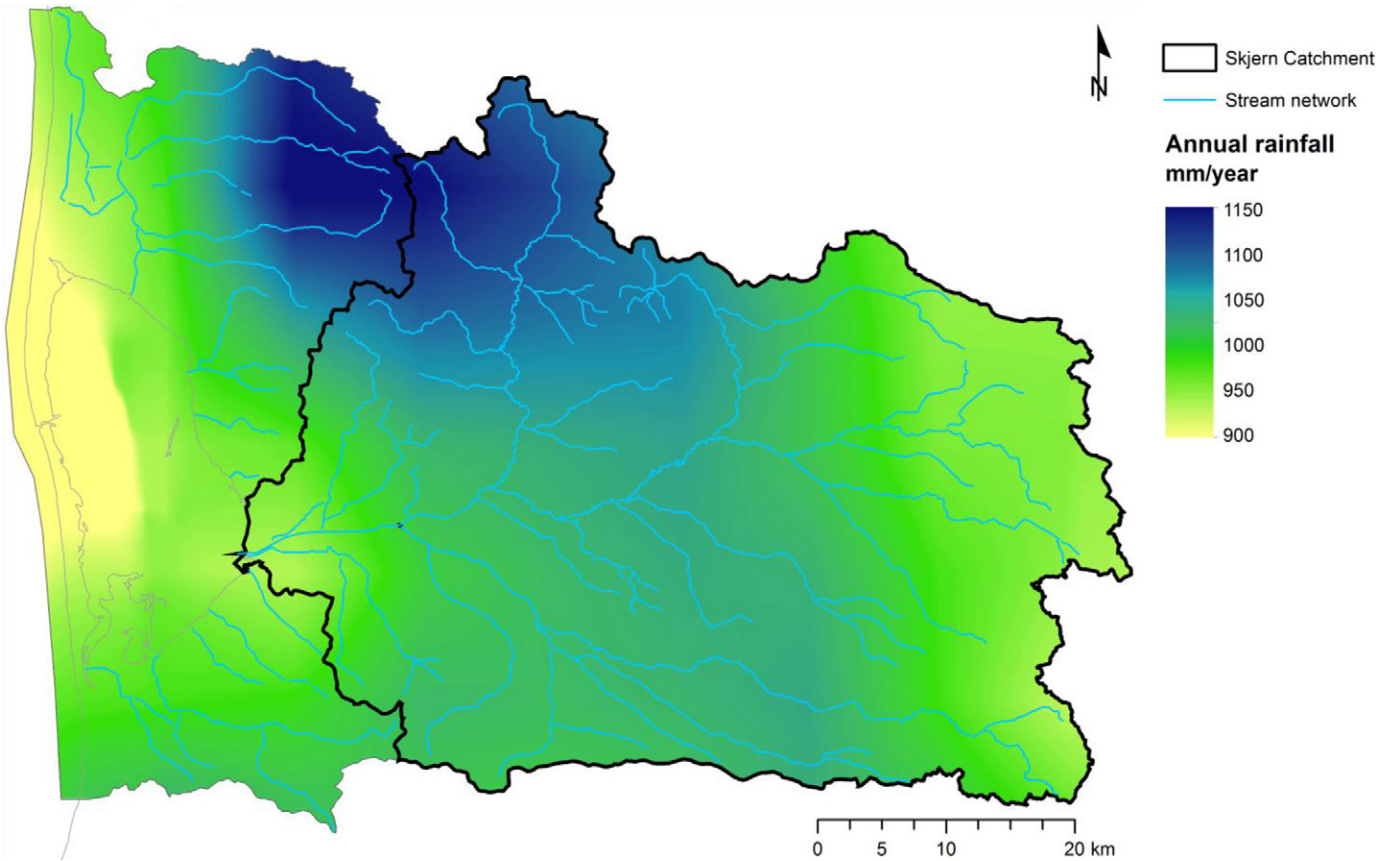 N
Skjern Catchment
Stream network
Annual rainfall
mm/year
1150
1100
1050
1000
950
900
0 5 10 20 km